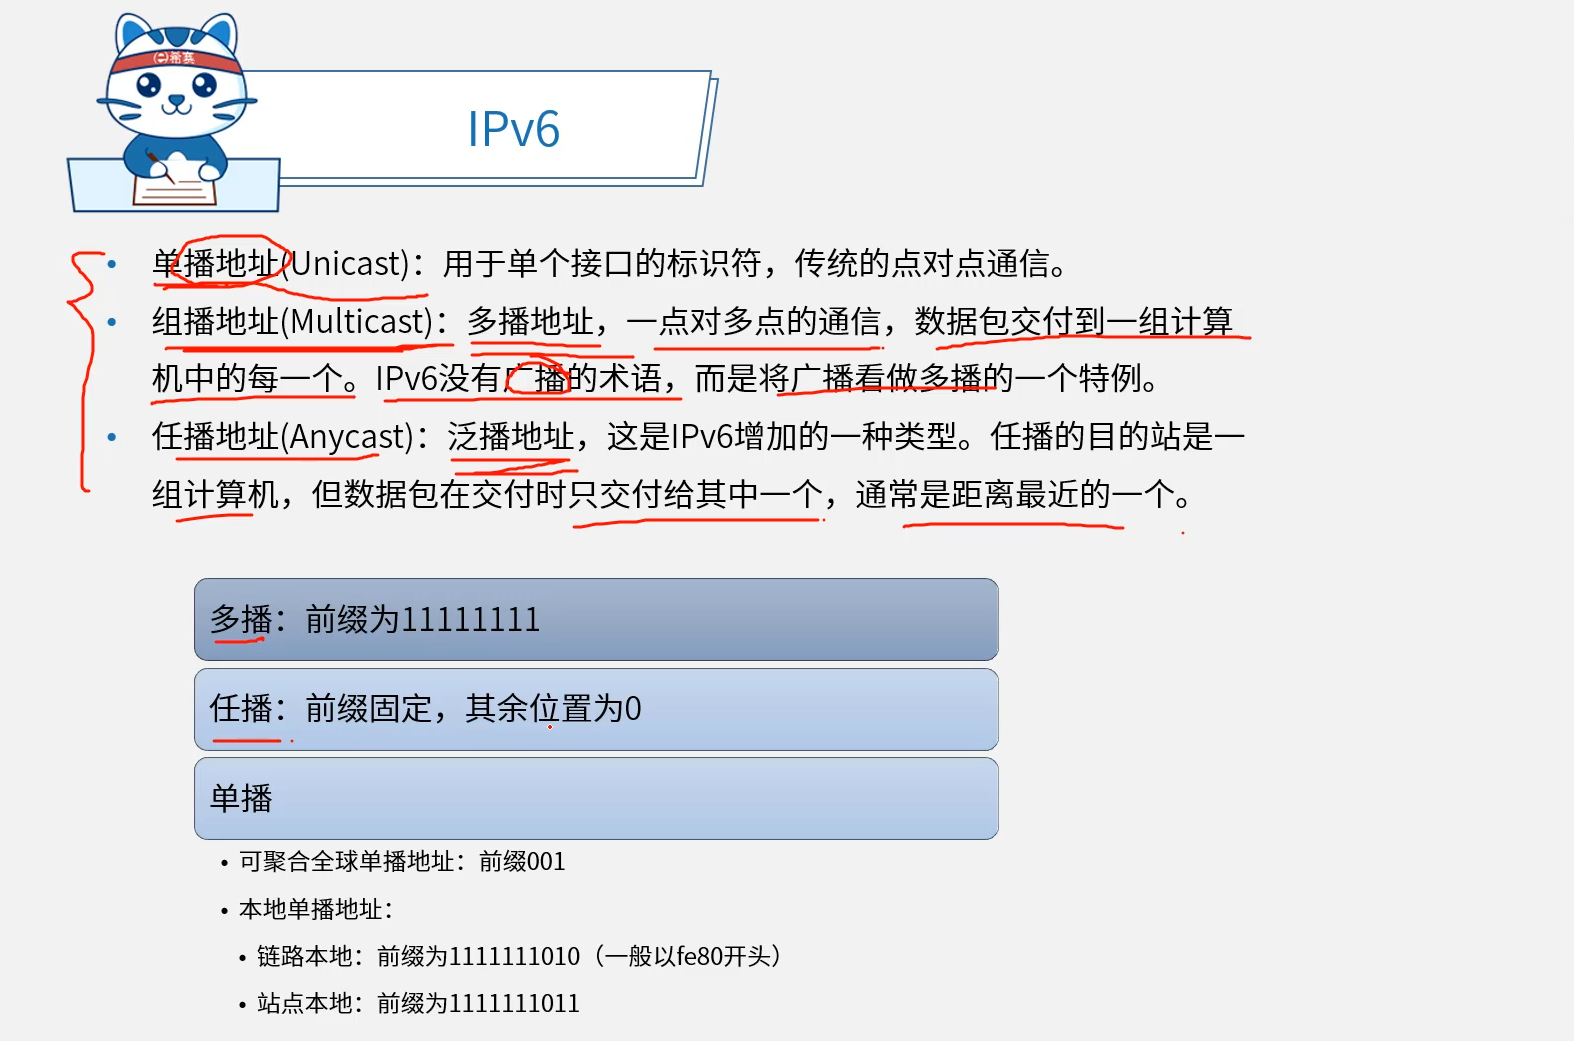 希赛
IPv6
• 单播地址(Unicast)：用于单个接口的标识符，传统的点对点通信。
• 组播地址(Multicast)：多播地址，一点对多点的通信，数据包交付到一组计算
机中的每一个。IPv6没有广播的术语，而是将广播看做多播的一个特例。
• 任播地址(Anycast)：泛播地址，这是IPv6增加的一种类型。任播的目的站是一
组计算机，但数据包在交付时只交付给其中一个，通常是距离最近的一个。
多播：前缀为11111111
任播：前缀固定，其余位置为0
单播
• 可聚合全球单播地址：前缀001
• 本地单播地址：
• 链路本地：前缀为1111111010（一般以fe80开头）
• 站点本地：前缀为1111111011